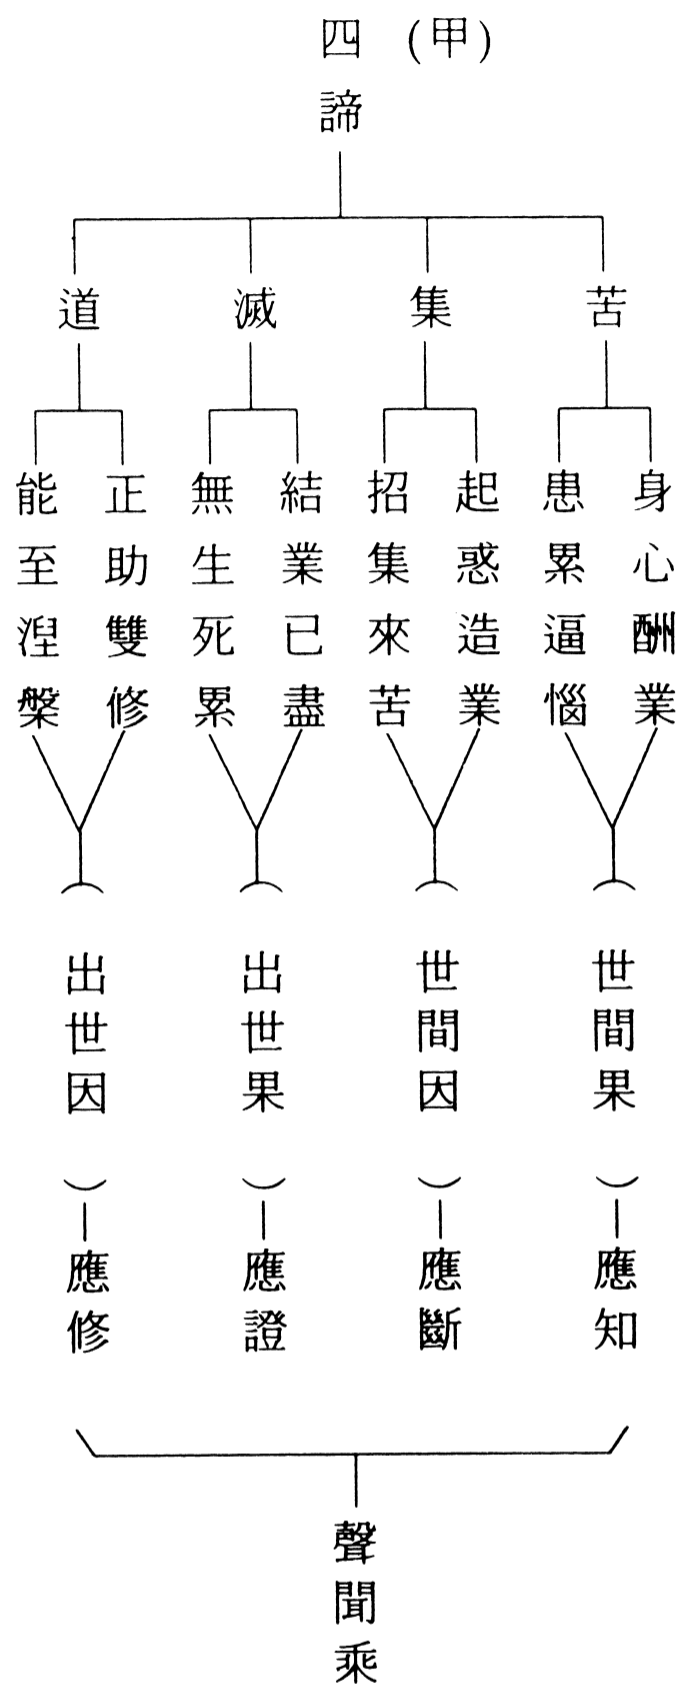 （甲）
四諦
苦
集
滅
道
身心酬業
患累逼惱
起惑造業
招集來苦
結業已盡
無生死累
正助雙修
能至湼槃
（世間果）
（世間因）
（出世果）
（出世因）
應知
應斷
應證
應修
聲聞乘